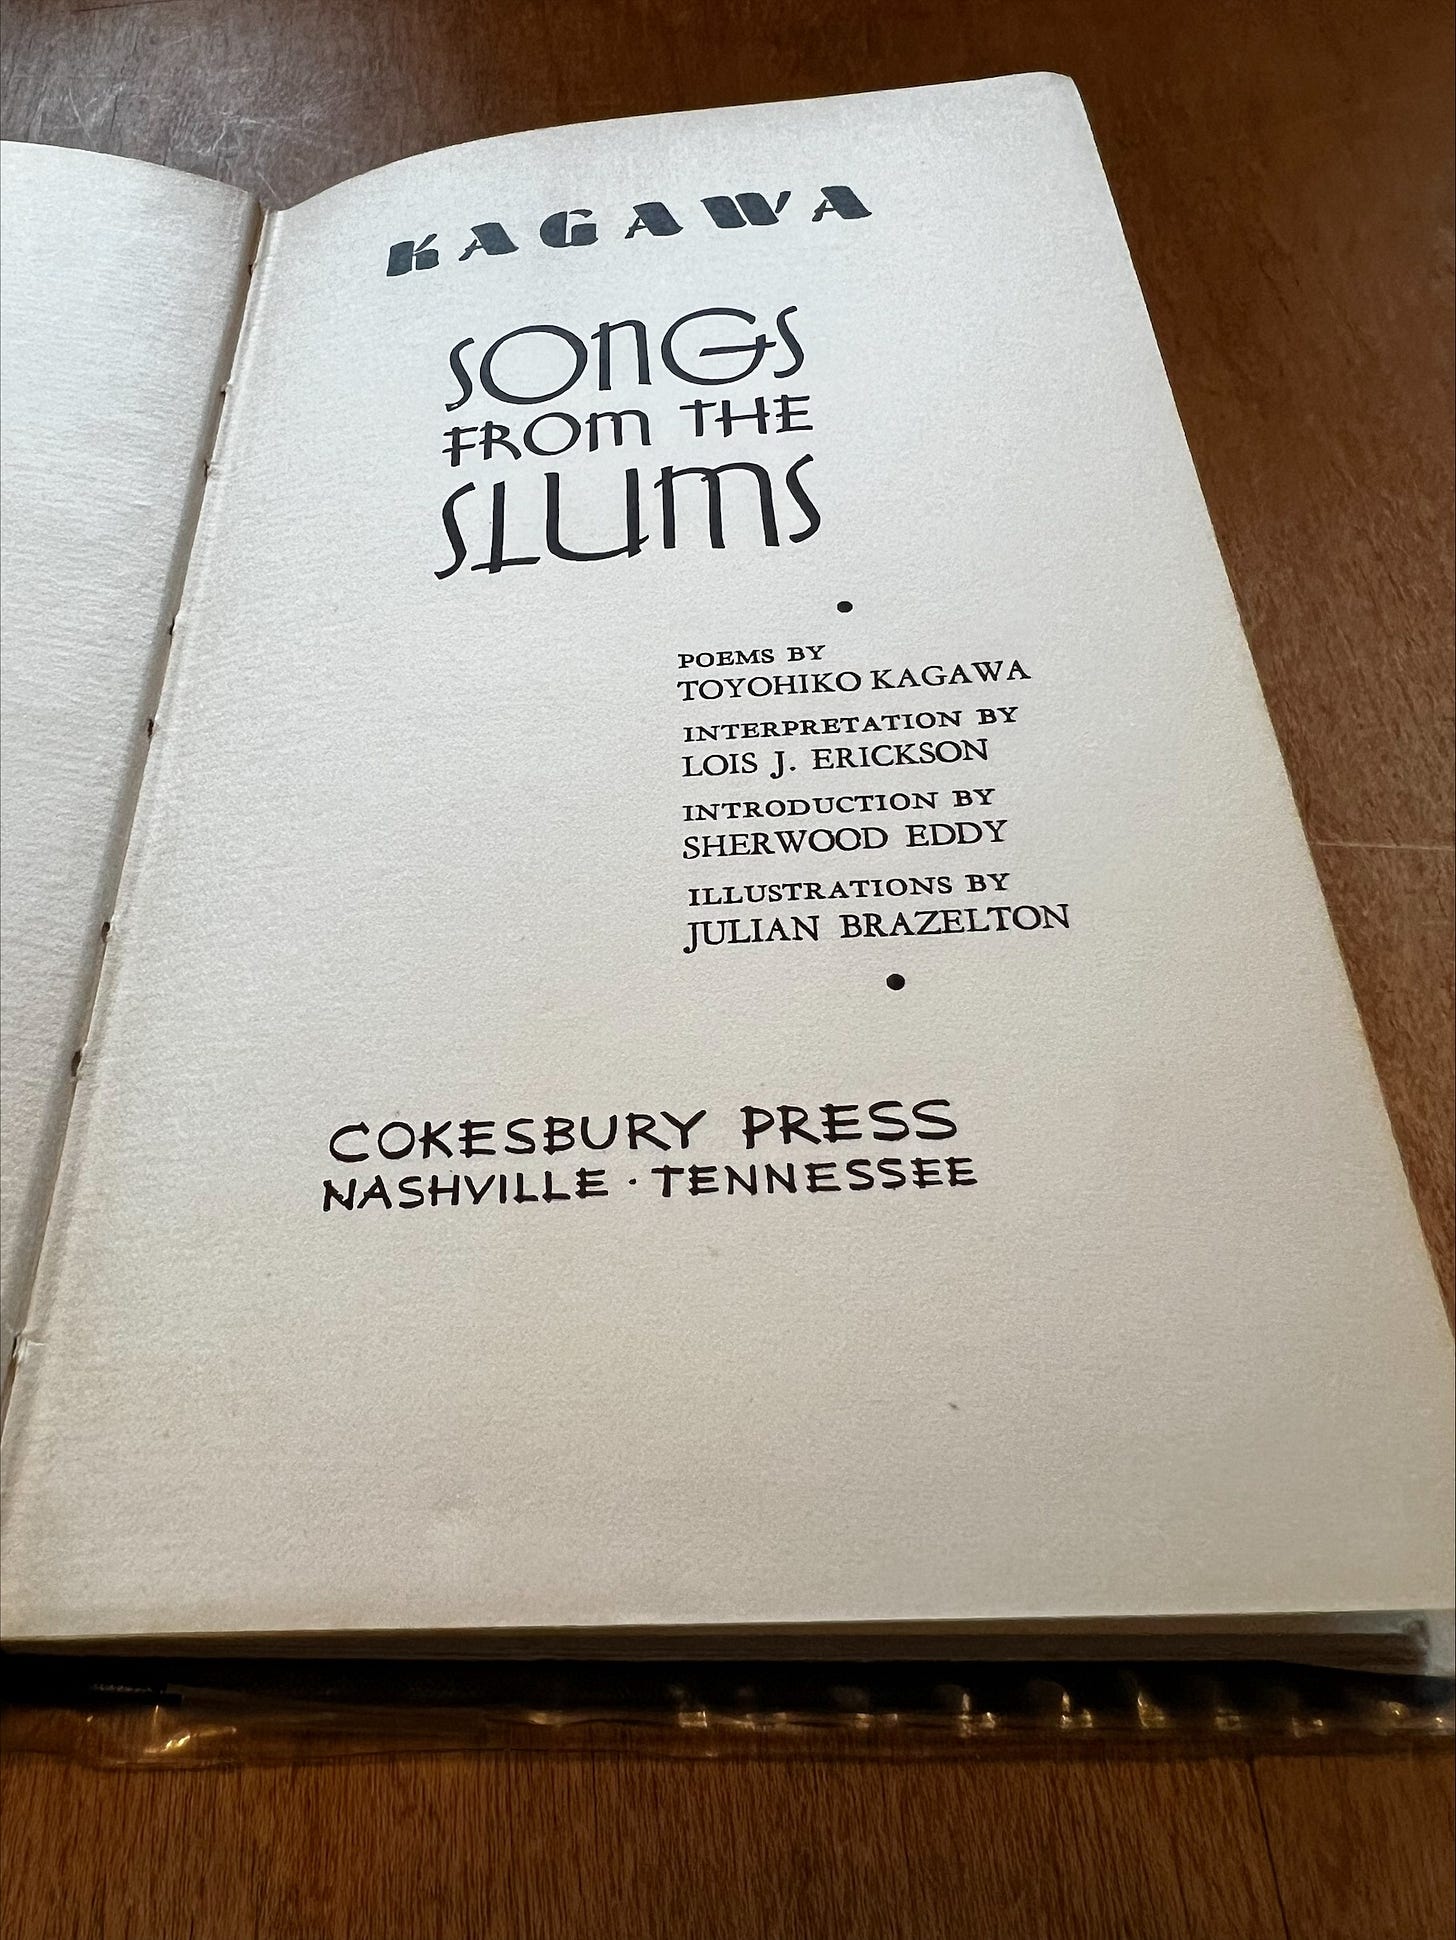 KAGAWA
SONGS
FROM THE
SLUMS
•
POEMS BY
TOYOHIKO KAGAWA
INTERPRETATION BY
LOIS J. ERICKSON
INTRODUCTION BY
SHERWOOD EDDY
ILLUSTRATIONS BY
JULIAN BRAZELTON
•
COKESBURY PRESS
NASHVILLE · TENNESSEE